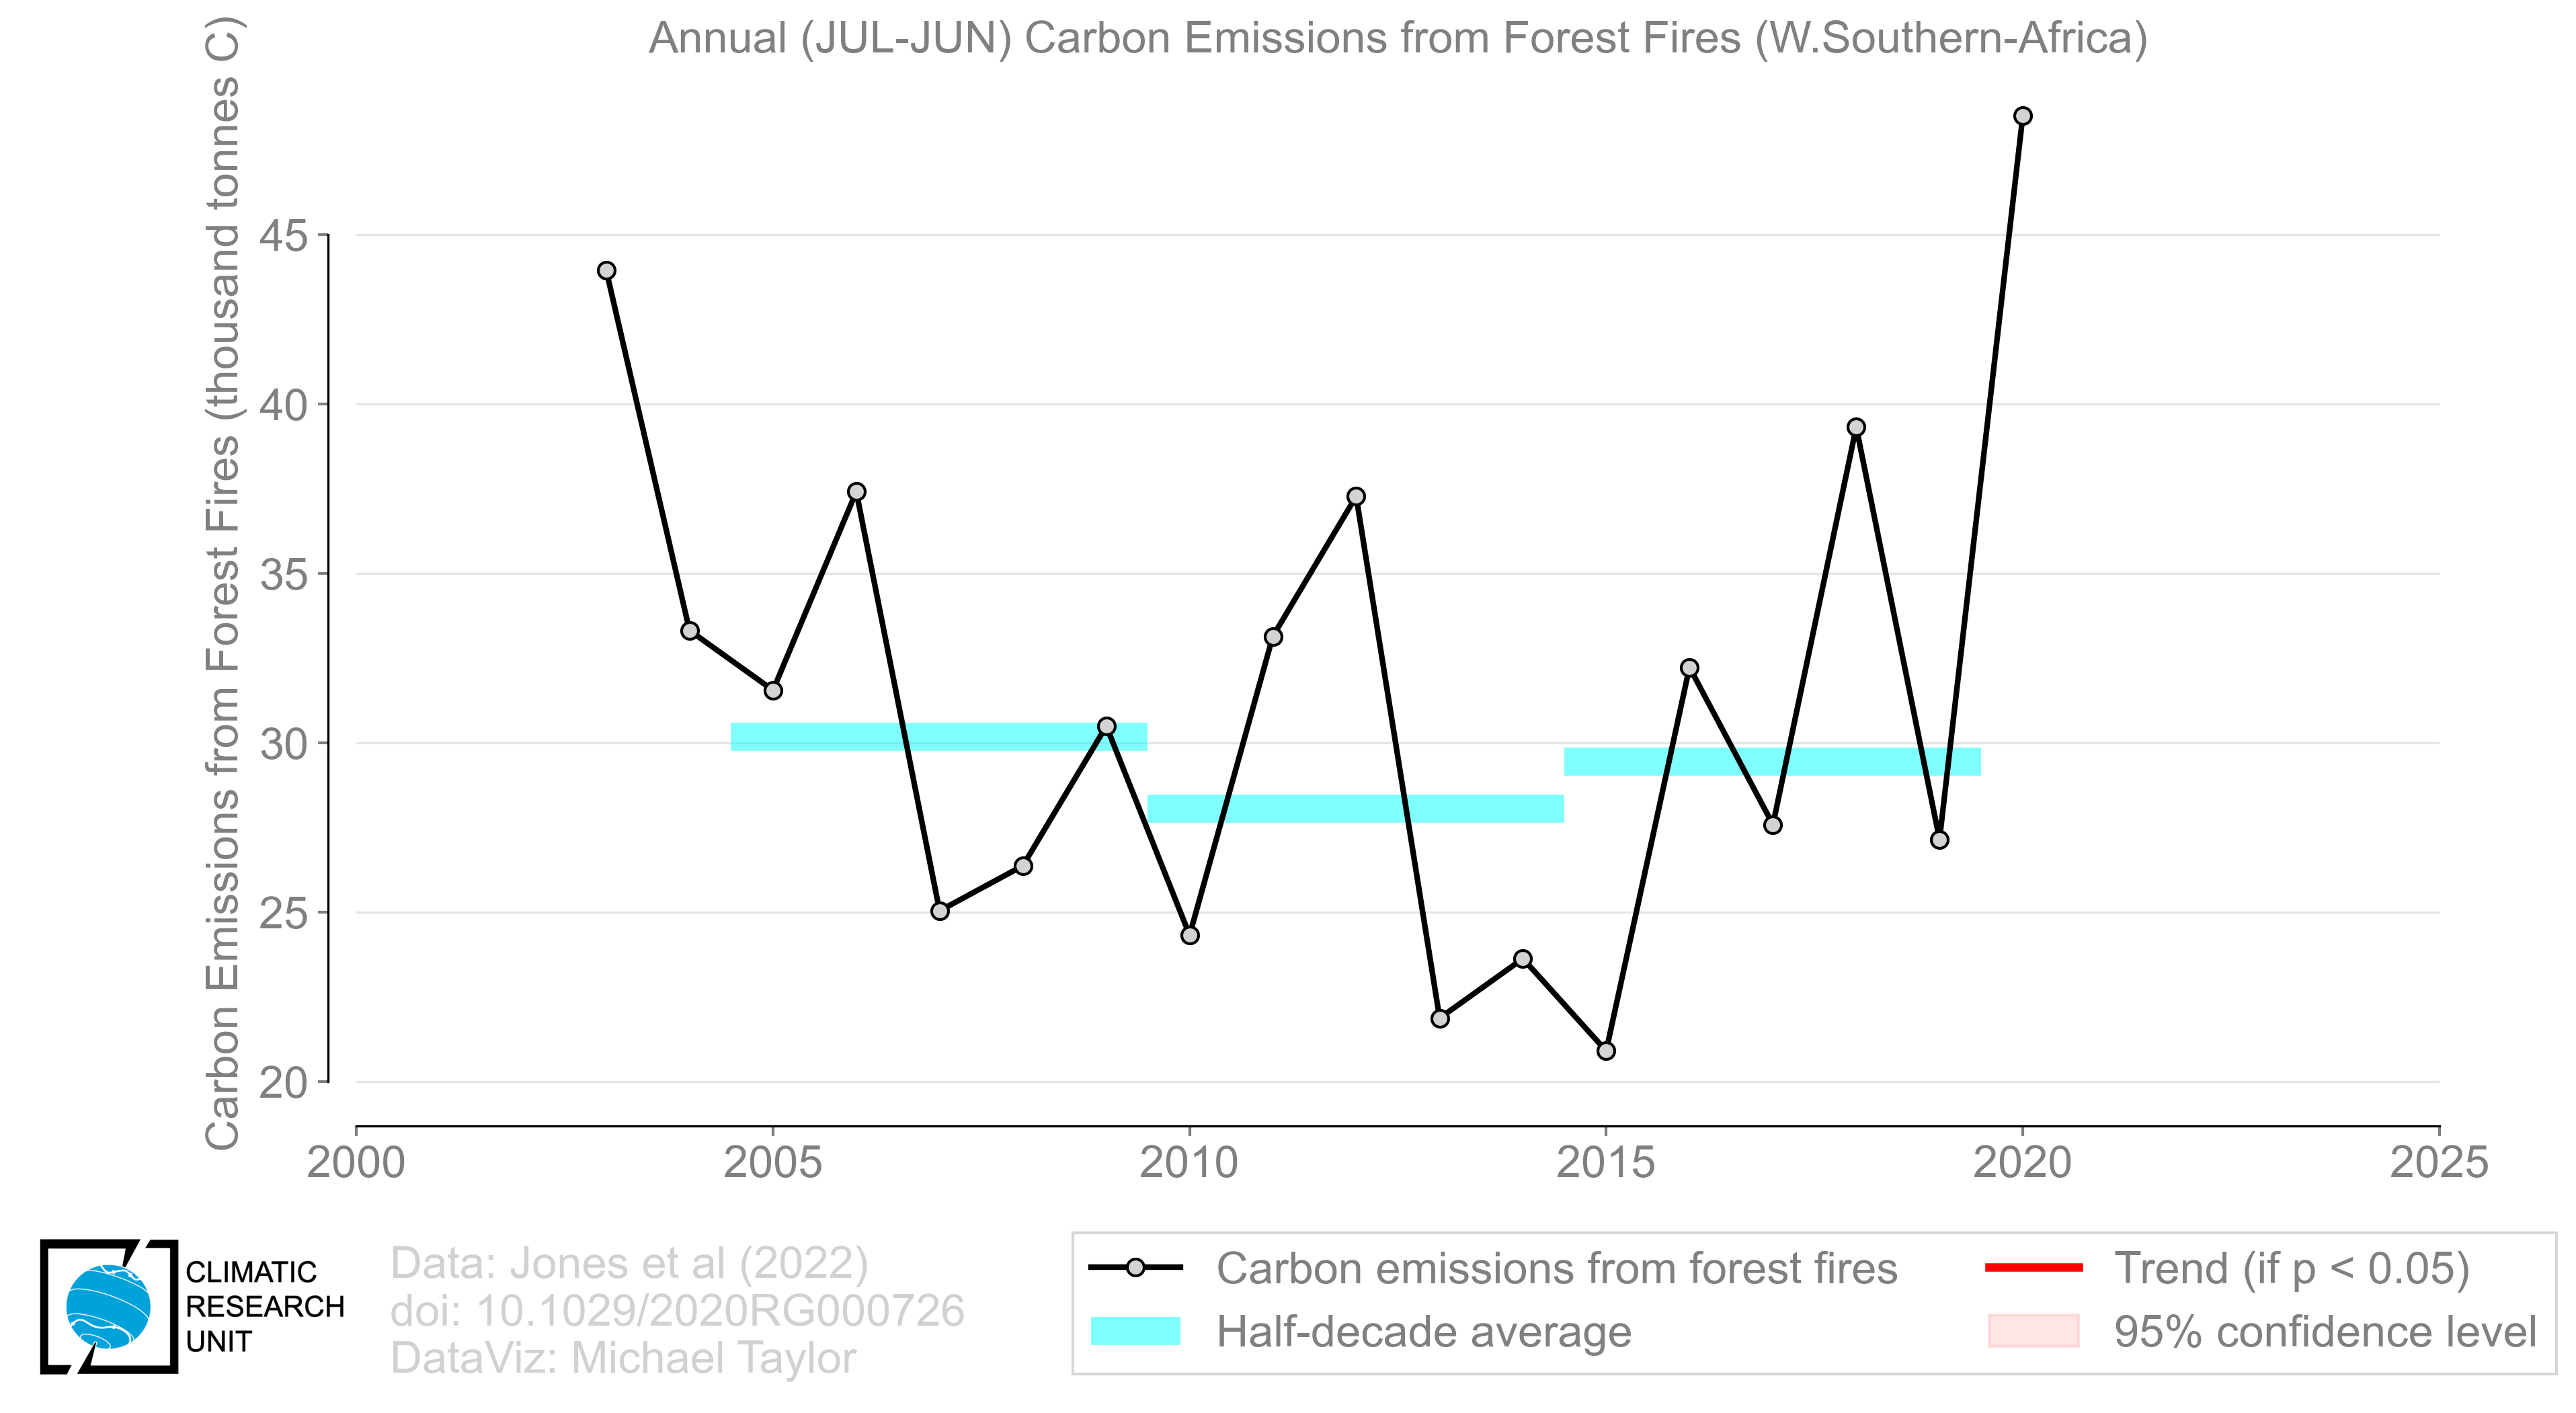 Annual (JUL-JUN) Carbon Emissions from Forest Fires (W.Southern-Africa)
Carbon Emissions from Forest Fires (thousand tonnes C)
45
40
35
30
25
20
2000 2005 2010 2015 2020 2025
CLIMATIC
RESEARCH
UNIT
Data: Jones et al (2022)
doi: 10.1029/2020RG000726
DataViz: Michael Taylor
Carbon emissions from forest fires
Half-decade average
Trend (if p < 0.05)
95% confidence level